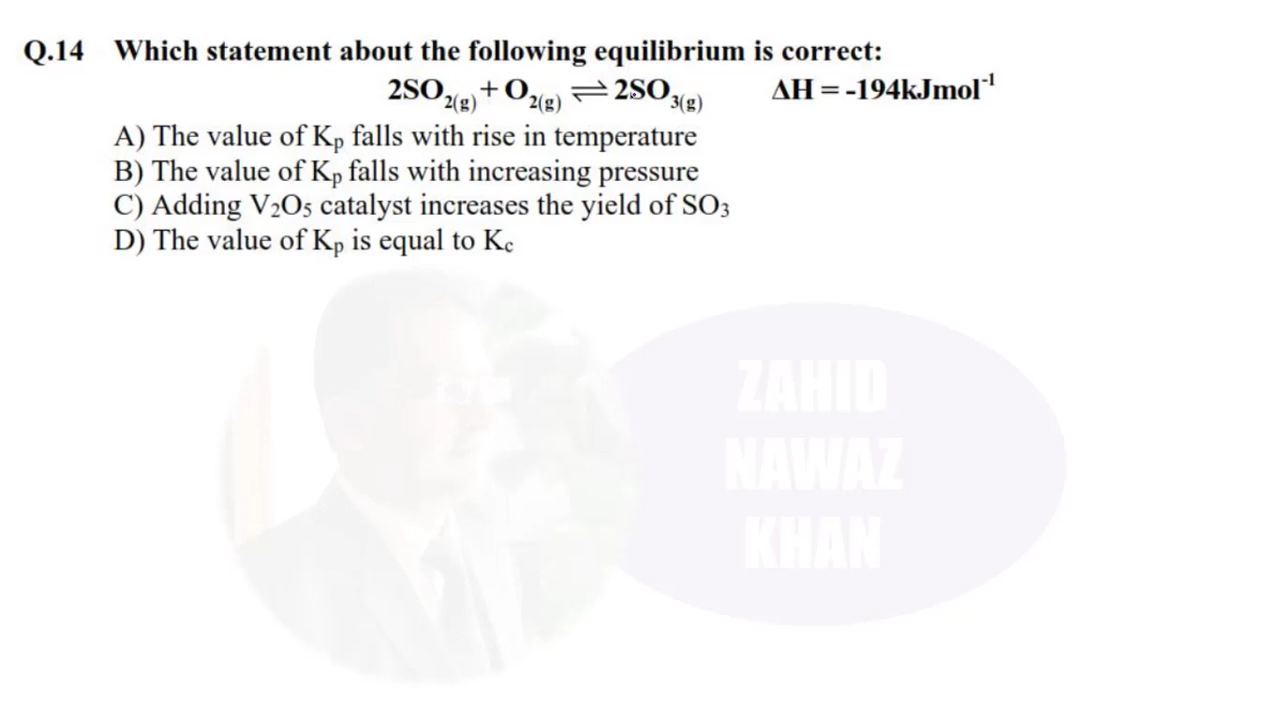 Q.14 Which statement about the following equilibrium is correct:
2SO₂(g) + O₂(g) ⇌ 2SO₃(g) ΔH = -194kJmol⁻¹
A) The value of Kₚ falls with rise in temperature
B) The value of Kₚ falls with increasing pressure
C) Adding V₂O₅ catalyst increases the yield of SO₃
D) The value of Kₚ is equal to K꜀
ZAHID
NAWAZ
KHAN